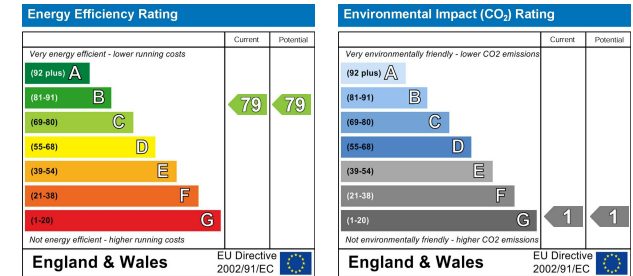 Energy Efficiency Rating
Current Potential
Very energy efficient - lower running costs
(92 plus) A
(81-91) B
(69-80) C
(55-68) D
(39-54) E
(21-38) F
(1-20) G
79 79
Not energy efficient - higher running costs
England & Wales
EU Directive
2002/91/EC
Environmental Impact (CO₂) Rating
Current Potential
Very environmentally friendly - lower CO2 emissions
(92 plus) A
(81-91) B
(69-80) C
(55-68) D
(39-54) E
(21-38) F
(1-20) G
1 1
Not environmentally friendly - higher CO2 emissions
England & Wales
EU Directive
2002/91/EC